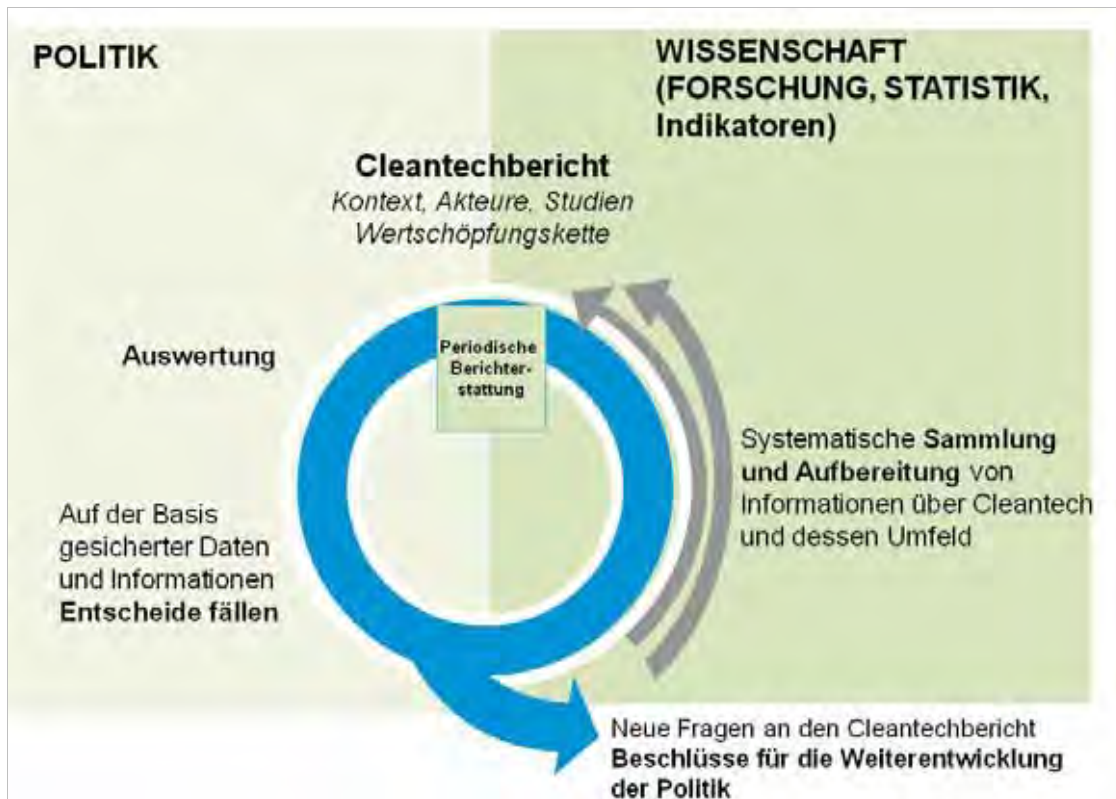 POLITIK
WISSENSCHAFT
(FORSCHUNG, STATISTIK,
Indikatoren)
Cleantechbericht
Kontext, Akteure, Studien
Wertschöpfungskette
Periodische
Berichter-
stattung
Auswertung
Systematische Sammlung
und Aufbereitung von
Informationen über Cleantech
und dessen Umfeld
Auf der Basis
gesicherter Daten
und Informationen
Entscheide fällen
Neue Fragen an den Cleantechbericht
Beschlüsse für die Weiterentwicklung
der Politik